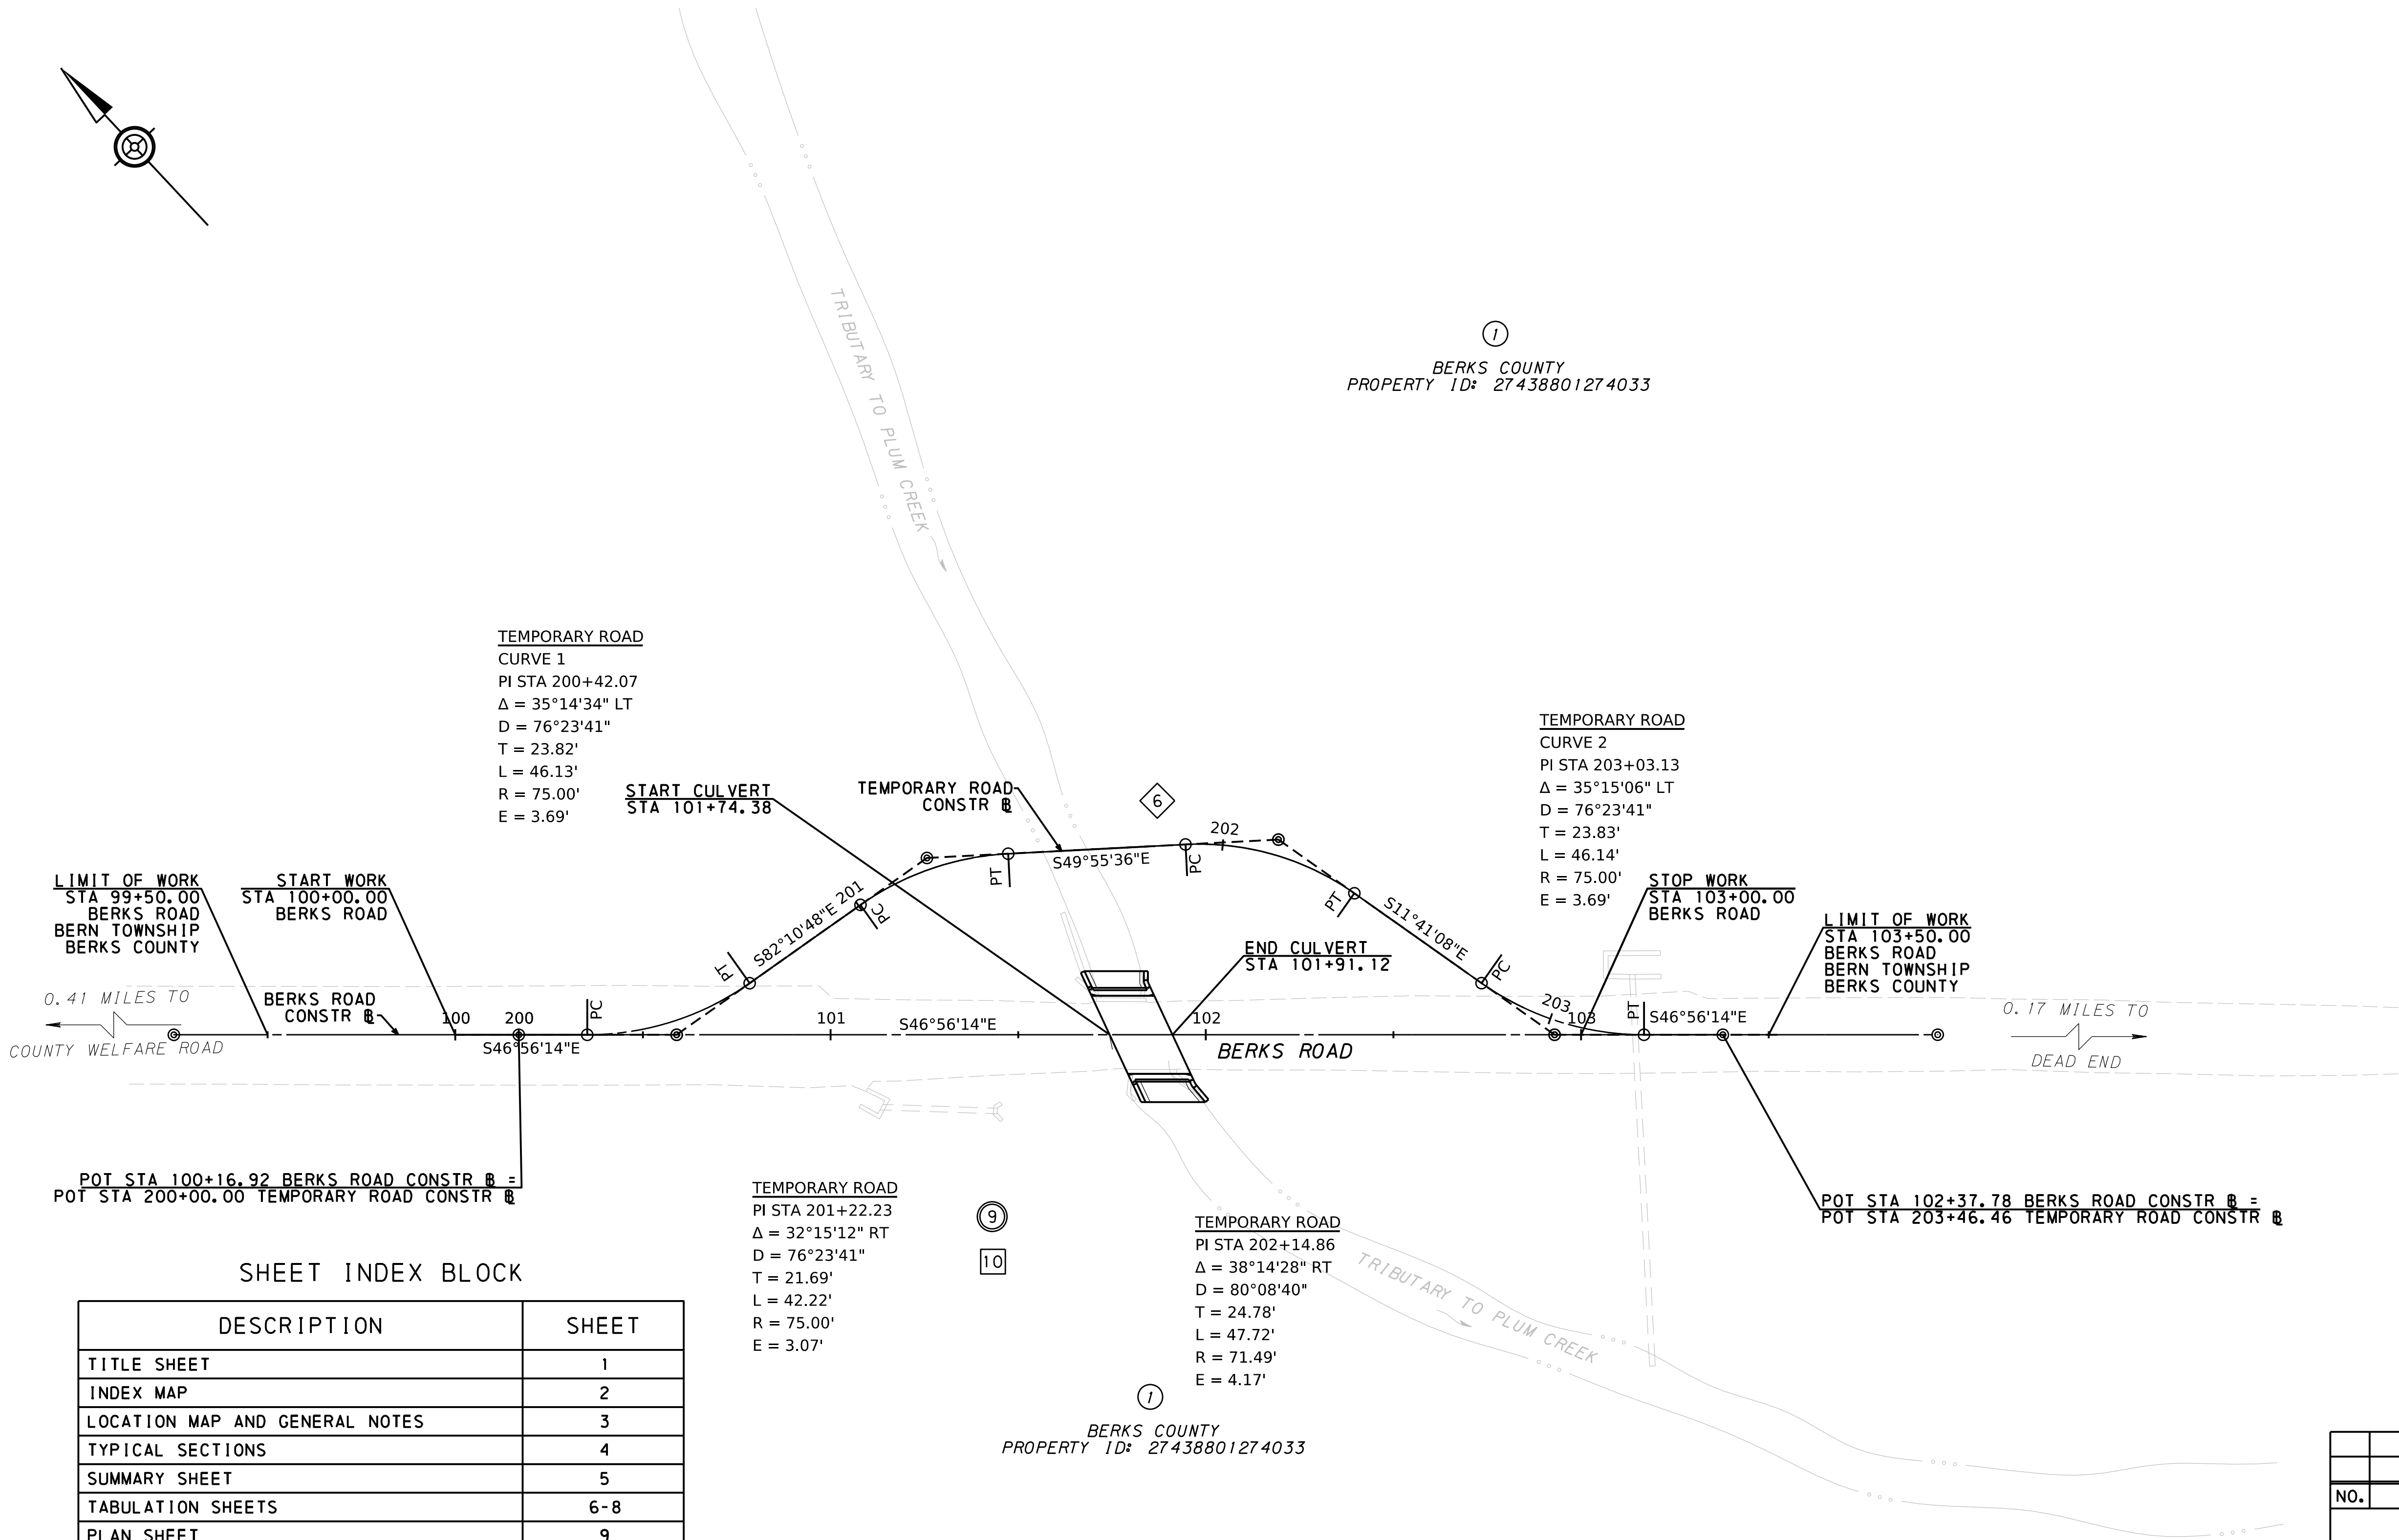 TRIBUTARY TO PLUM CREEK
1
BERKS COUNTY
PROPERTY ID: 27438801274033
TEMPORARY ROAD
CURVE 1
PI STA 200+42.07
Δ = 35°14'34" LT
D = 76°23'41"
T = 23.82'
L = 46.13'
R = 75.00'
E = 3.69'
START CULVERT
STA 101+74.38
TEMPORARY ROAD
CONSTR ℄
6
TEMPORARY ROAD
CURVE 2
PI STA 203+03.13
Δ = 35°15'06" LT
D = 76°23'41"
T = 23.83'
L = 46.14'
R = 75.00'
E = 3.69'
LIMIT OF WORK
STA 99+50.00
BERKS ROAD
BERN TOWNSHIP
BERKS COUNTY
START WORK
STA 100+00.00
BERKS ROAD
PT
S82°10'48"E
201
PC
PT
S49°55'36"E
PC
202
PT
S11°41'08"E
PC
END CULVERT
STA 101+91.12
STOP WORK
STA 103+00.00
BERKS ROAD
LIMIT OF WORK
STA 103+50.00
BERKS ROAD
BERN TOWNSHIP
BERKS COUNTY
0.41 MILES TO
COUNTY WELFARE ROAD
BERKS ROAD
CONSTR ℄
100
200
S46°56'14"E
PC
101
S46°56'14"E
102
BERKS ROAD
203
103
PT
S46°56'14"E
0.17 MILES TO
DEAD END
POT STA 100+16.92 BERKS ROAD CONSTR ℄ =
POT STA 200+00.00 TEMPORARY ROAD CONSTR ℄
POT STA 102+37.78 BERKS ROAD CONSTR ℄ =
POT STA 203+46.46 TEMPORARY ROAD CONSTR ℄
TEMPORARY ROAD
PI STA 201+22.23
Δ = 32°15'12" RT
D = 76°23'41"
T = 21.69'
L = 42.22'
R = 75.00'
E = 3.07'
9
10
TEMPORARY ROAD
PI STA 202+14.86
Δ = 38°14'28" RT
D = 80°08'40"
T = 24.78'
L = 47.72'
R = 71.49'
E = 4.17'
TRIBUTARY TO PLUM CREEK
1
BERKS COUNTY
PROPERTY ID: 27438801274033
SHEET INDEX BLOCK
DESCRIPTION SHEET
TITLE SHEET 1
INDEX MAP 2
LOCATION MAP AND GENERAL NOTES 3
TYPICAL SECTIONS 4
SUMMARY SHEET 5
TABULATION SHEETS 6-8
PLAN SHEET 9
NO.